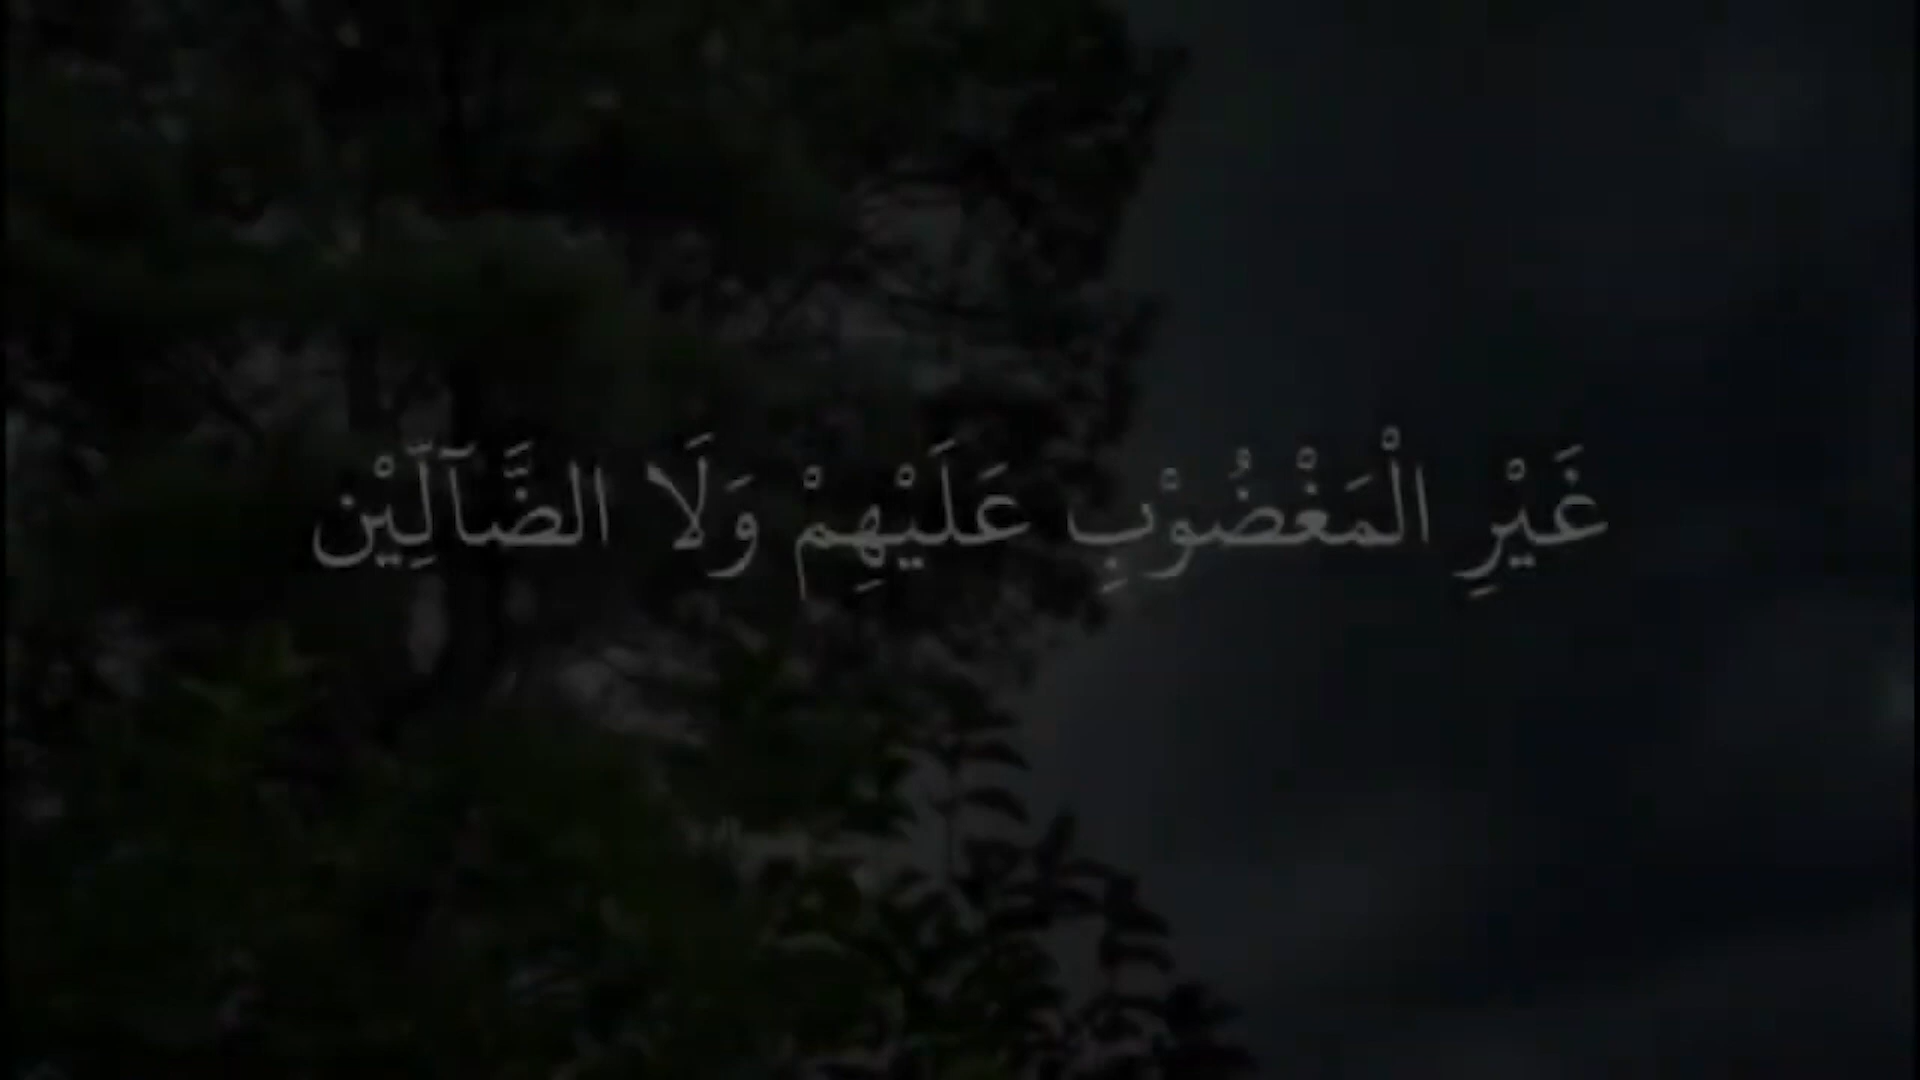 غَيْرِ الْمَغْضُوْبِ عَلَيْهِمْ وَلَا الضَّآلِّيْن